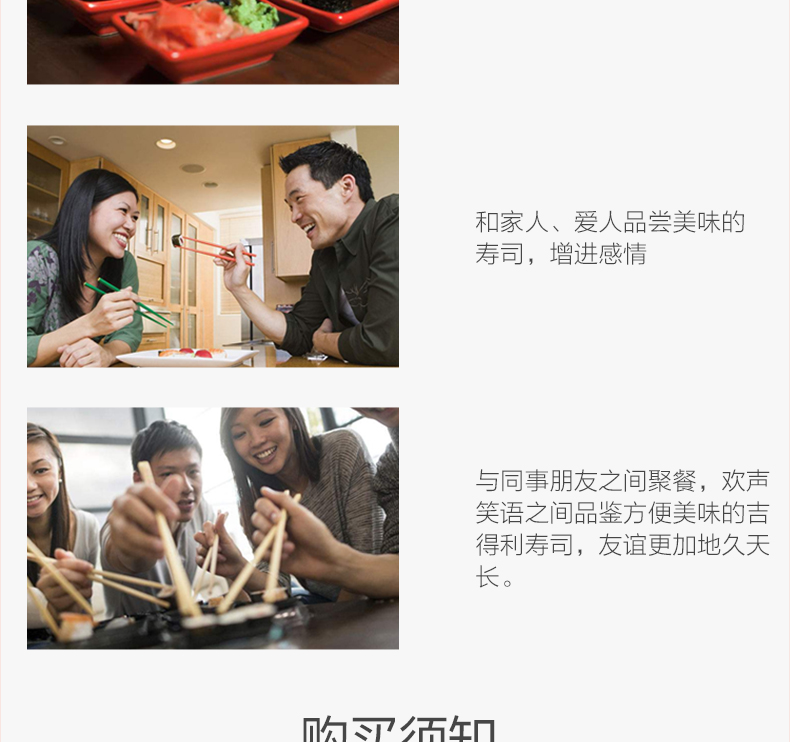 和家人、爱人品尝美味的
寿司，增进感情
与同事朋友之间聚餐，欢声
笑语之间品鉴方便美味的吉
得利寿司，友谊更加地久天
长。
购买须知